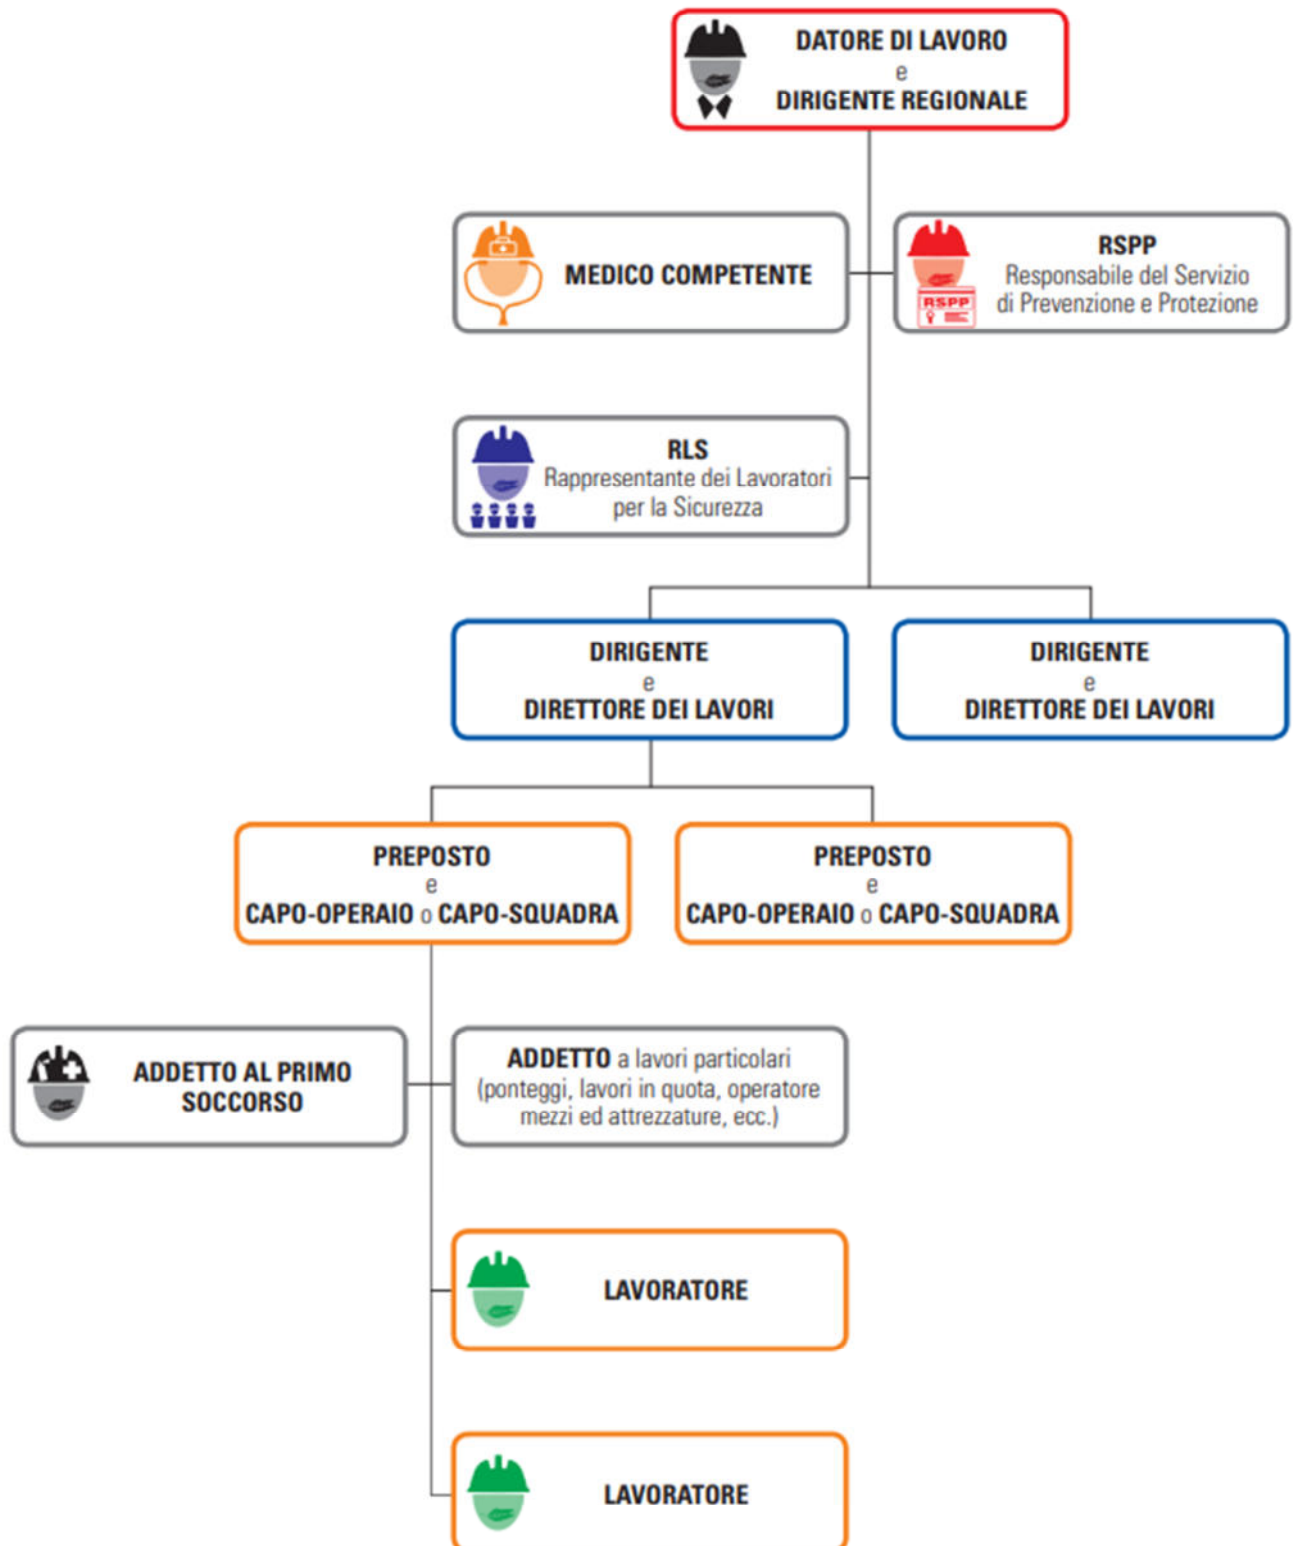 DATORE DI LAVORO
e
DIRIGENTE REGIONALE
MEDICO COMPETENTE
RSPP
Responsabile del Servizio
di Prevenzione e Protezione
RSPP
RLS
Rappresentante dei Lavoratori
per la Sicurezza
DIRIGENTE
e
DIRETTORE DEI LAVORI
DIRIGENTE
e
DIRETTORE DEI LAVORI
PREPOSTO
e
CAPO-OPERAIO o CAPO-SQUADRA
PREPOSTO
e
CAPO-OPERAIO o CAPO-SQUADRA
ADDETTO AL PRIMO
SOCCORSO
ADDETTO a lavori particolari
(ponteggi, lavori in quota, operatore
mezzi ed attrezzature, ecc.)
LAVORATORE
LAVORATORE